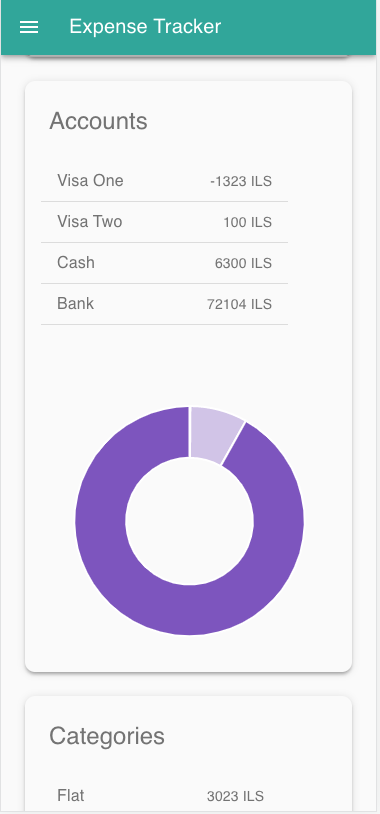 Expense Tracker
Accounts
Visa One -1323 ILS
Visa Two 100 ILS
Cash 6300 ILS
Bank 72104 ILS
Categories
Flat 3023 ILS